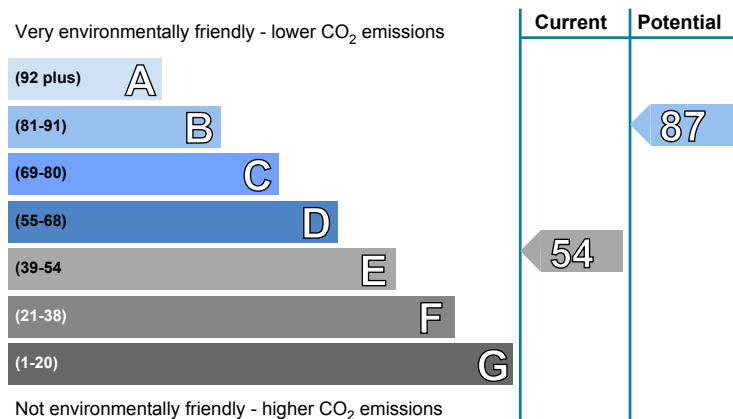 Very environmentally friendly - lower CO2 emissions
Current
Potential
(92 plus) A
(81-91) B
87
(69-80) C
(55-68) D
(39-54 E
54
(21-38) F
(1-20) G
Not environmentally friendly - higher CO2 emissions